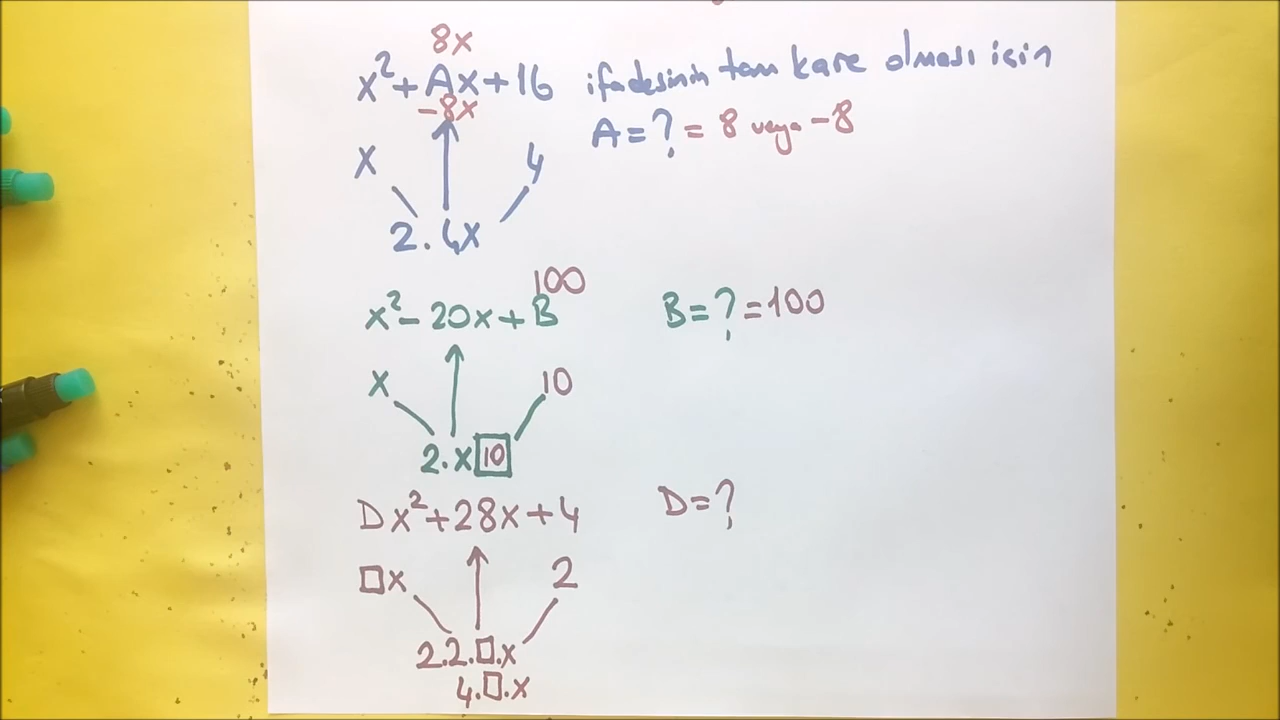 8x
x² + Ax + 16 ifadesinin tam kare olması için
-8x
A = ? = 8 veya -8
x 4
2 . 4x
100
x² - 20x + B B = ? = 100
x 10
2 . x 10
Dx² + 28x + 4 D = ?
□x 2
2.2.□.x
4.□.x